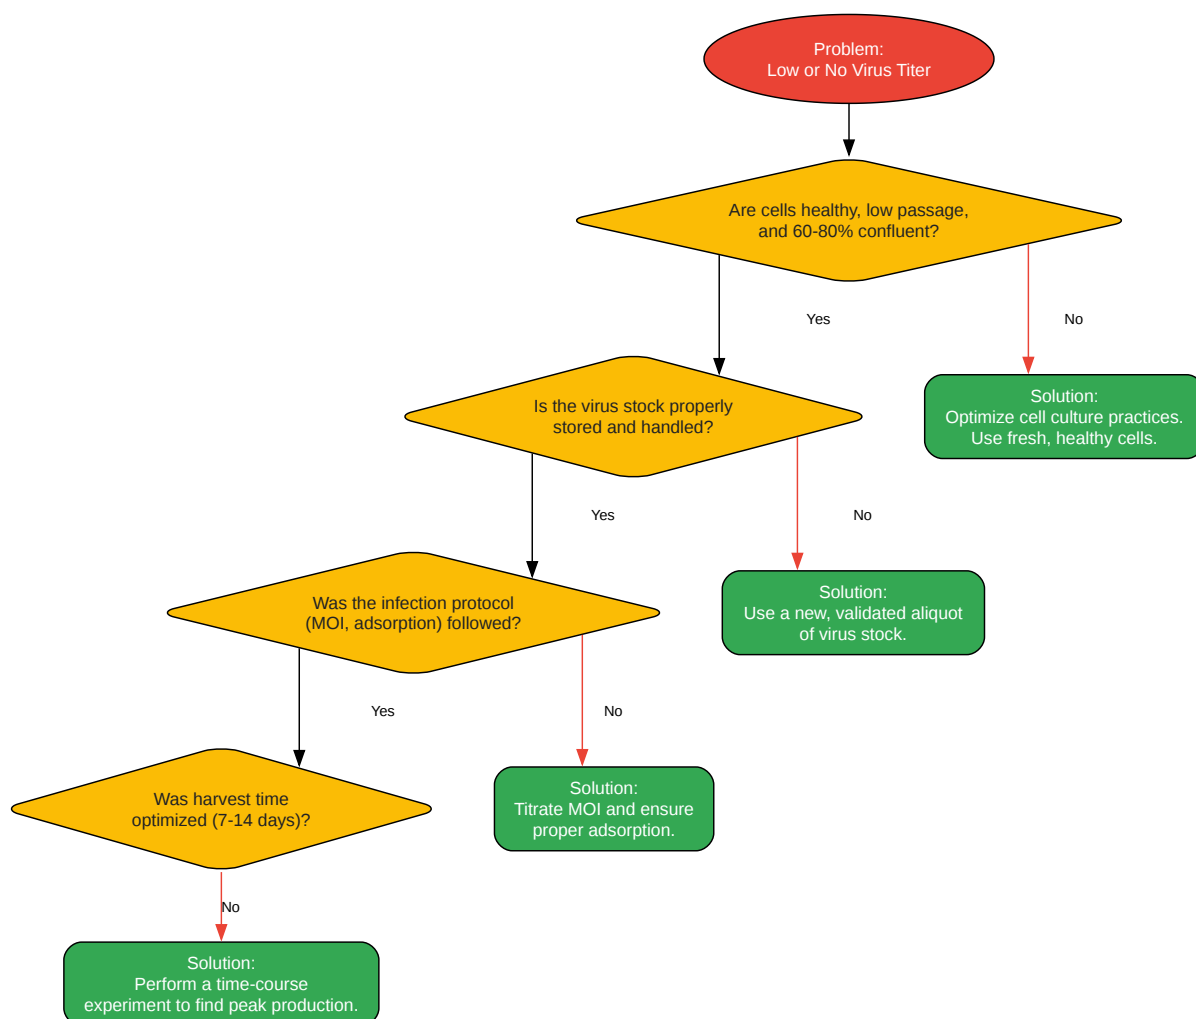 Problem:
Low or No Virus Titer
Are cells healthy, low passage,
and 60-80% confluent?
Yes
No
Solution:
Optimize cell culture practices.
Use fresh, healthy cells.
Is the virus stock properly
stored and handled?
Yes
No
Solution:
Use a new, validated aliquot
of virus stock.
Was the infection protocol
(MOI, adsorption) followed?
Yes
No
Solution:
Titrate MOI and ensure
proper adsorption.
Was harvest time
optimized (7-14 days)?
No
Solution:
Perform a time-course
experiment to find peak production.